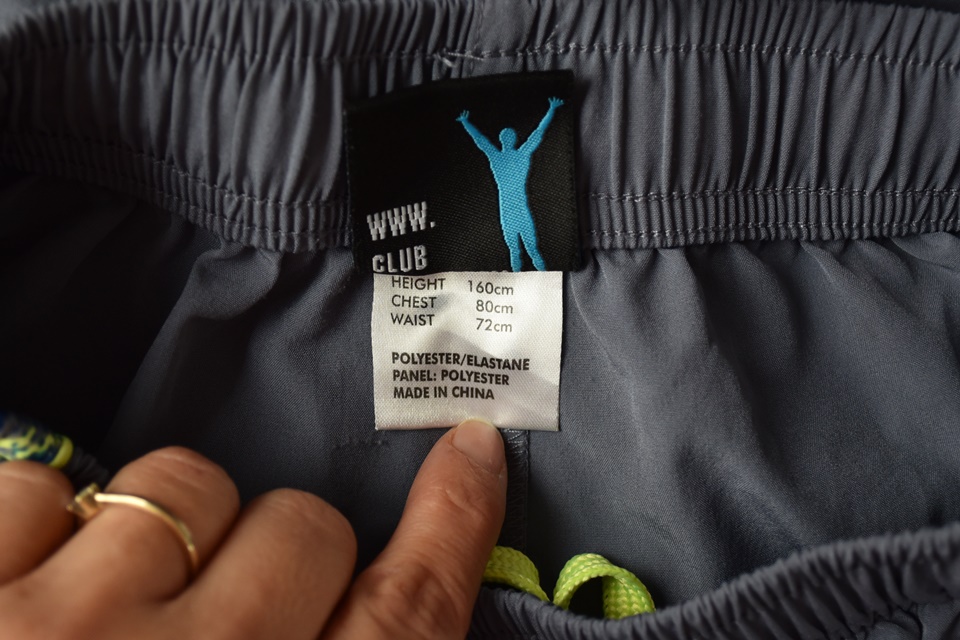 WWW.
CLUB
HEIGHT 160cm
CHEST 80cm
WAIST 72cm
POLYESTER/ELASTANE
PANEL: POLYESTER
MADE IN CHINA